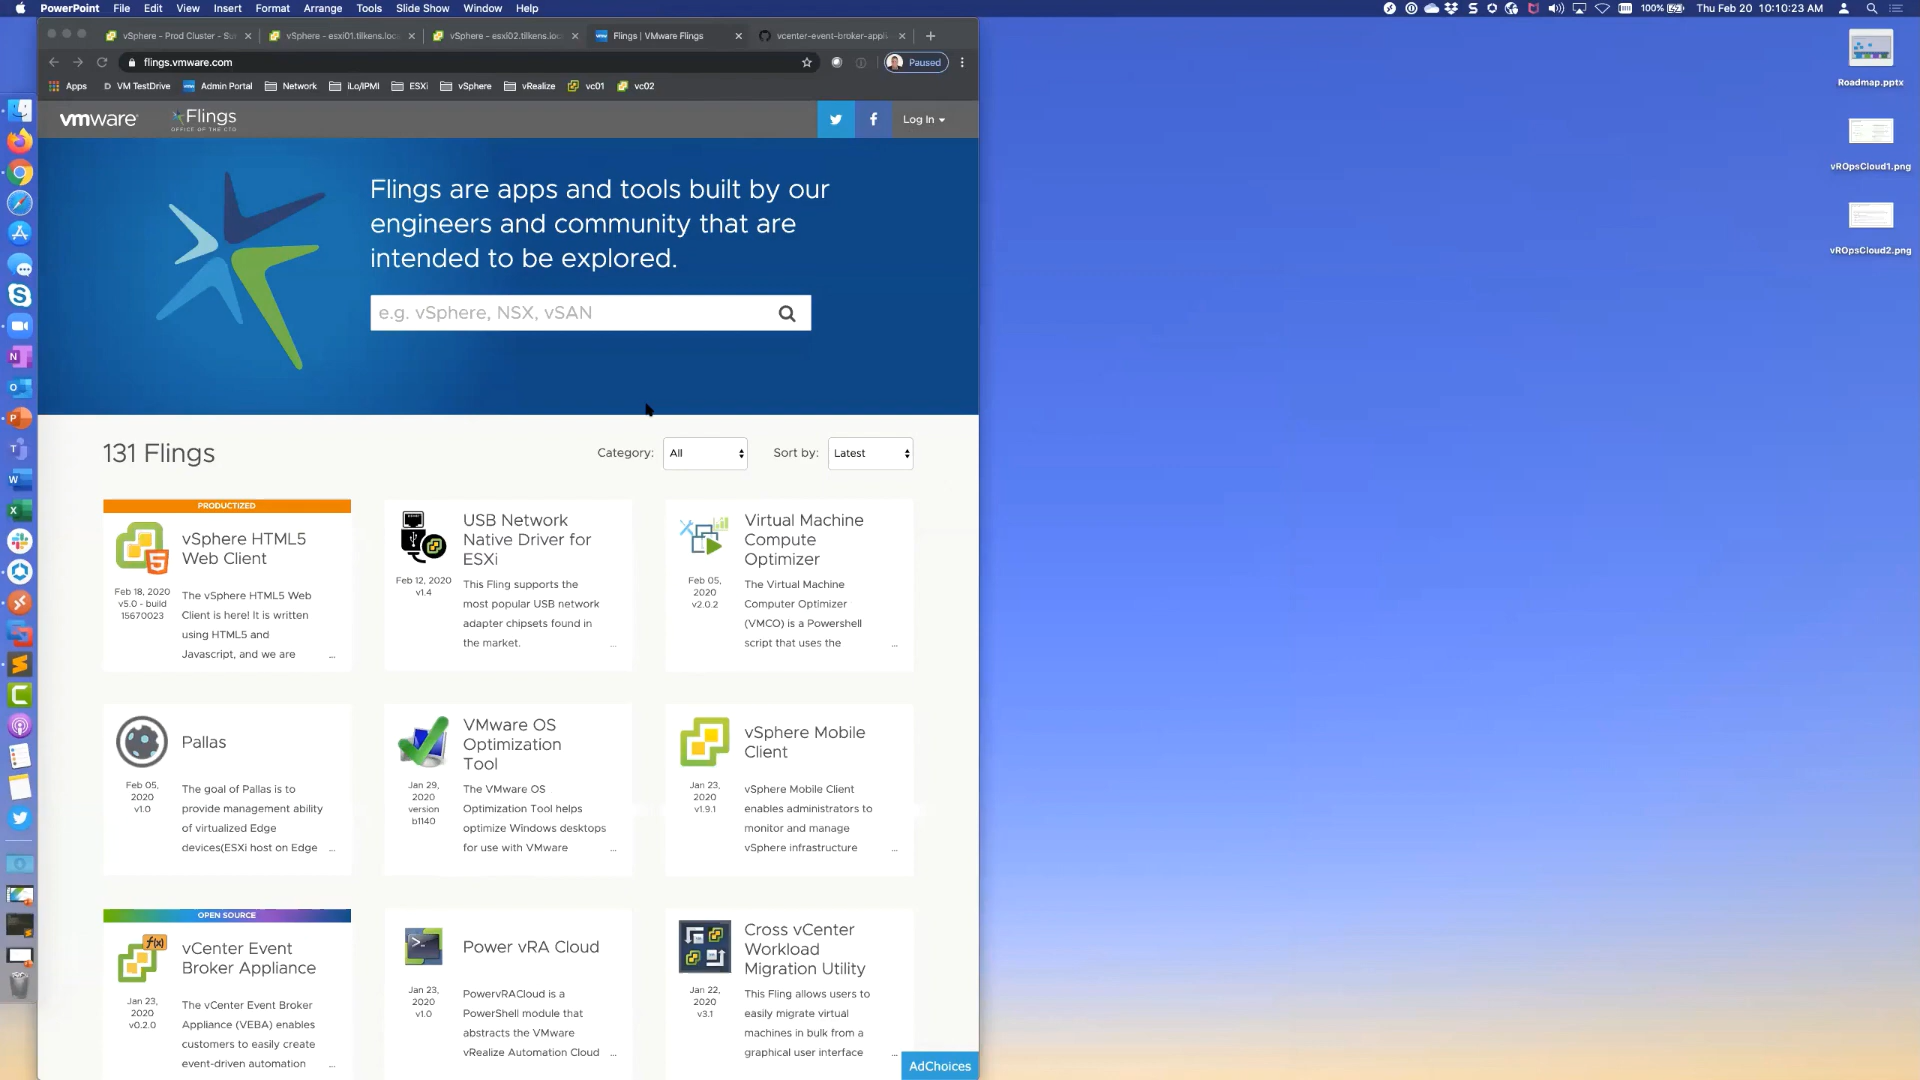 PowerPoint File Edit View Insert Format Arrange Tools Slide Show Window Help 100% Thu Feb 20 10:10:23 AM
vSphere - Prod Cluster - Su vSphere - esxi01.tilkens.loc vSphere - esxi02.tilkens.loc Flings | VMware Flings vcenter-event-broker-appli
flings.vmware.com Paused
Apps VM TestDrive Admin Portal Network iLo/IPMI ESXi vSphere vRealize vc01 vc02
vmware Flings Log In
OFFICE OF THE CTO
Flings are apps and tools built by our
engineers and community that are
intended to be explored.
e.g. vSphere, NSX, vSAN
131 Flings Category: All Sort by: Latest
PRODUCTIZED
vSphere HTML5
Web Client
Feb 18, 2020
v5.0 - build
15670023
The vSphere HTML5 Web
Client is here! It is written
using HTML5 and
Javascript, and we are ...
USB Network
Native Driver for
ESXi
Feb 12, 2020
v1.4
This Fling supports the
most popular USB network
adapter chipsets found in
the market. ...
Virtual Machine
Compute
Optimizer
Feb 05,
2020
v2.0.2
The Virtual Machine
Computer Optimizer
(VMCO) is a Powershell
script that uses the ...
Pallas
Feb 05,
2020
v1.0
The goal of Pallas is to
provide management ability
of virtualized Edge
devices(ESXi host on Edge ...
VMware OS
Optimization
Tool
Jan 29,
2020
version
b1140
The VMware OS
Optimization Tool helps
optimize Windows desktops
for use with VMware ...
vSphere Mobile
Client
Jan 23,
2020
v1.9.1
vSphere Mobile Client
enables administrators to
monitor and manage
vSphere infrastructure ...
OPEN SOURCE
f(x)
vCenter Event
Broker Appliance
Jan 23,
2020
v0.2.0
The vCenter Event Broker
Appliance (VEBA) enables
customers to easily create
event-driven automation ...
Power vRA Cloud
Jan 23,
2020
v1.0
PowervRACloud is a
PowerShell module that
abstracts the VMware
vRealize Automation Cloud ...
Cross vCenter
Workload
Migration Utility
Jan 22,
2020
v3.1
This Fling allows users to
easily migrate virtual
machines in bulk from a
graphical user interface ...
AdChoices
Roadmap.pptx
vROpsCloud1.png
vROpsCloud2.png